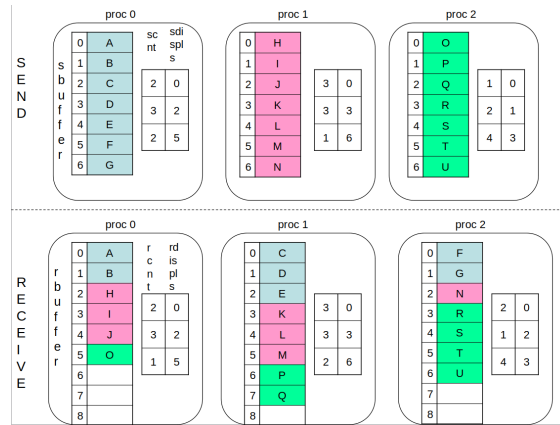 proc 0 proc 1 proc 2
SEND
sbuffer
sc nt sdi spl s
0 A 0 H 0 O
1 B 1 I 1 P
2 C 2 0 2 J 3 0 2 Q 1 0
3 D 3 2 3 K 3 3 3 R 2 1
4 E 2 5 4 L 1 6 4 S 4 3
5 F 5 M 5 T
6 G 6 N 6 U
proc 0 proc 1 proc 2
RECEIVE
rbuffer
r c n t rd is pl s
0 A 0 C 0 F
1 B 1 D 1 G
2 H 2 E 2 N
3 I 2 0 3 K 3 0 3 R 2 0
4 J 3 2 4 L 3 3 4 S 1 2
5 O 1 5 5 M 2 6 5 T 4 3
6 6 P 6 U
7 7 Q 7
8 8 8